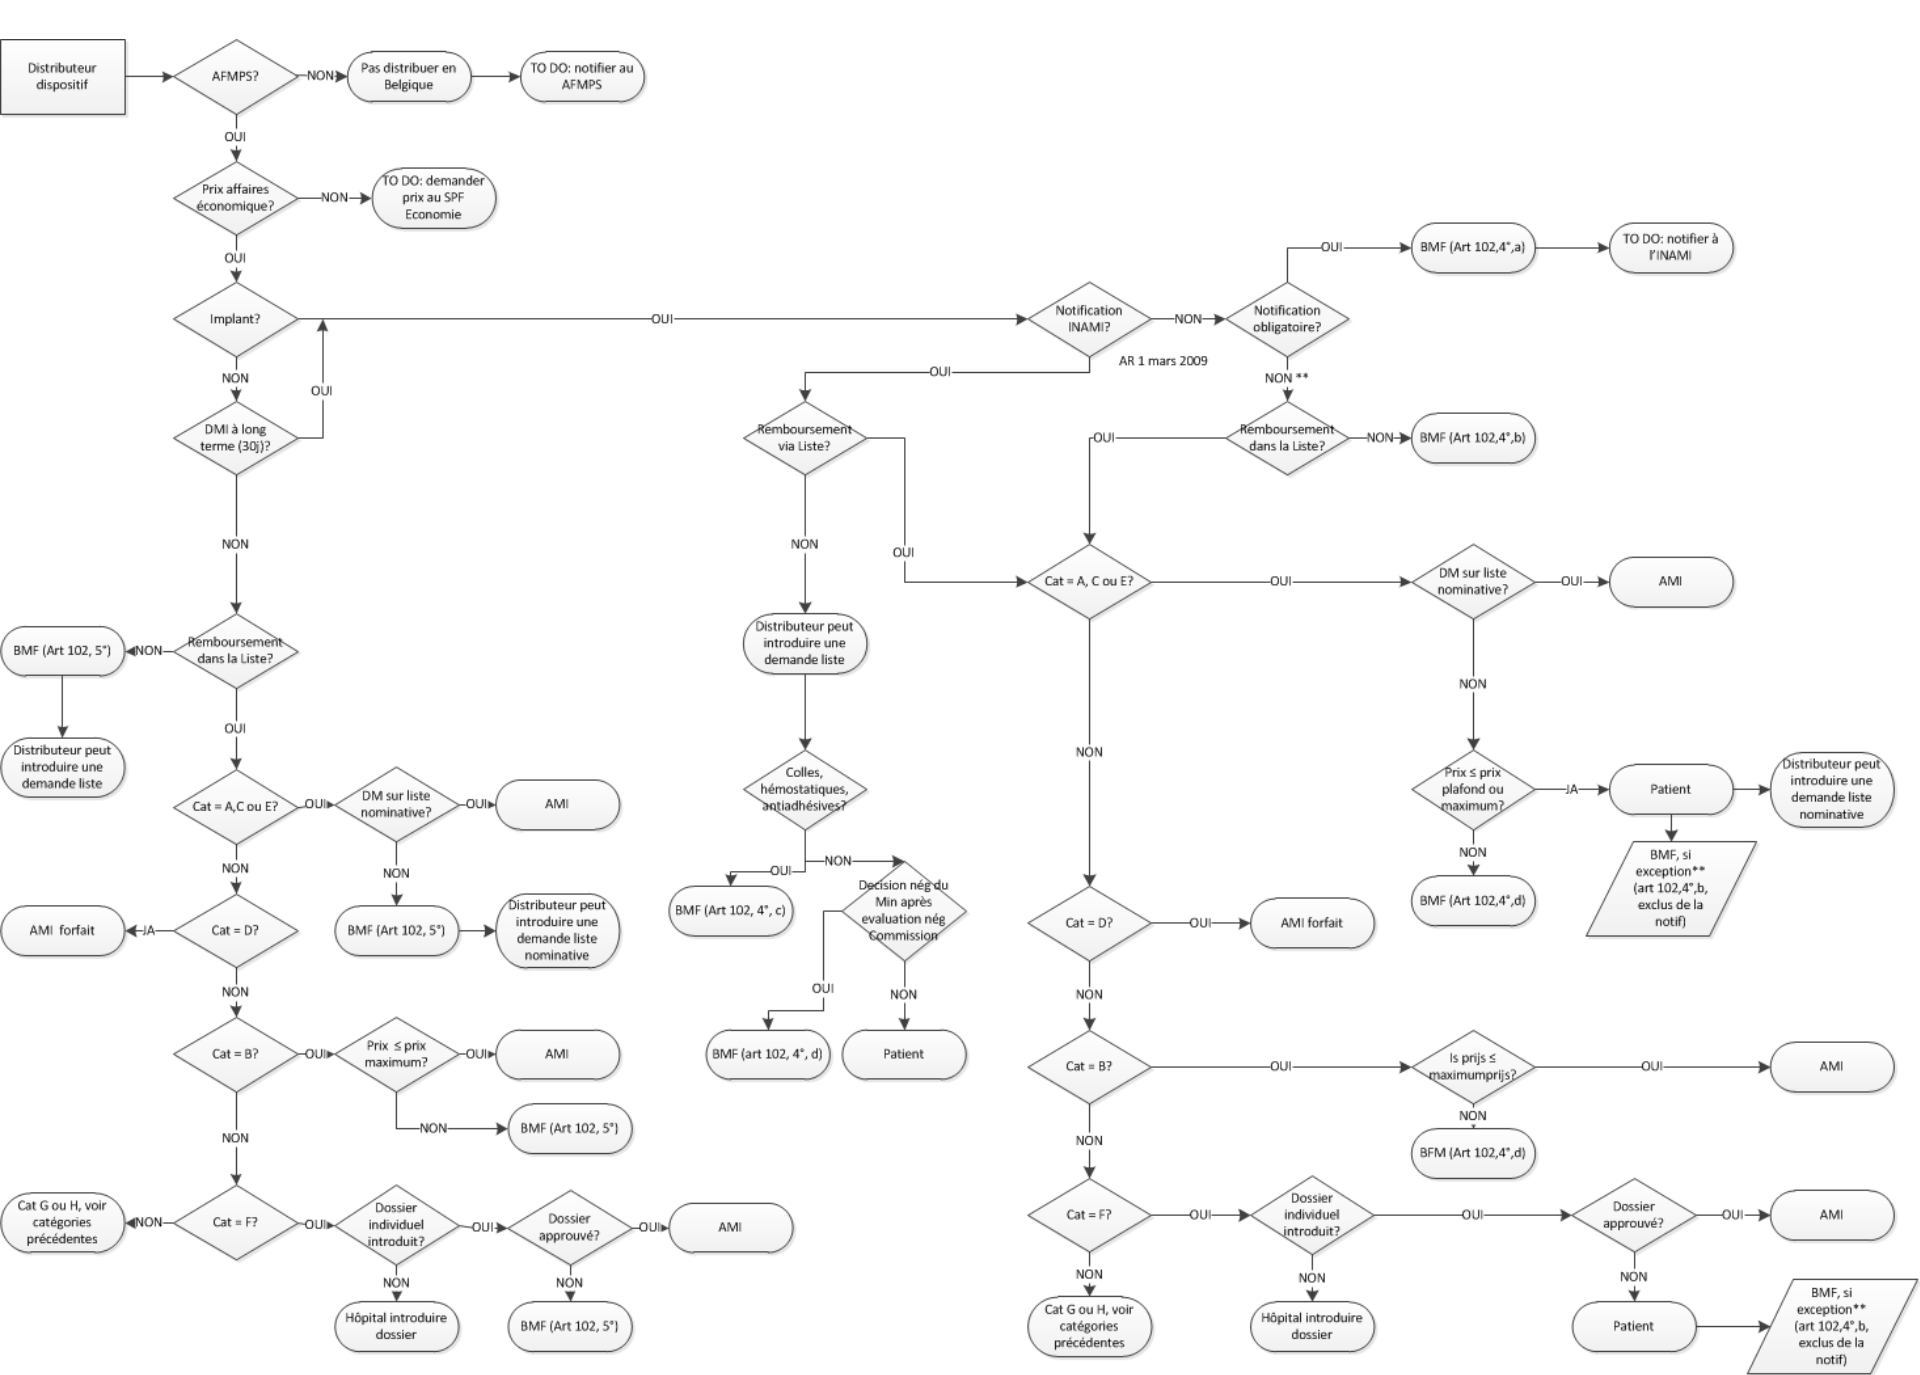 Distributeur
dispositif
AFMPS?
NON
Pas distribuer en
Belgique
TO DO: notifier au
AFMPS
OUI
Prix affaires
économique?
NON
TO DO: demander
prix au SPF
Economie
OUI
Implant?
OUI
NON
DMI à long
terme (30j)?
OUI
NON
Notification
INAMI?
NON
Notification
obligatoire?
OUI
BMF (Art 102,4°,a)
TO DO: notifier à
l'INAMI
AR 1 mars 2009
OUI
NON **
Remboursement
via Liste?
Remboursement
dans la Liste?
NON
BMF (Art 102,4°,b)
OUI
NON
OUI
Cat = A, C ou E?
OUI
DM sur liste
nominative?
OUI
AMI
Distributeur peut
introduire une
demande liste
NON
NON
Prix ≤ prix
plafond ou
maximum?
JA
Patient
Distributeur peut
introduire une
demande liste
nominative
NON
BMF (Art 102,4°,d)
BMF, si
exception**
(art 102,4°,b,
exclus de la
notif)
Colles,
hémostatiques,
antiadhésives?
OUI
NON
BMF (Art 102, 4°, c)
Decision nég du
Min après
evaluation nég
Commission
OUI
NON
BMF (art 102, 4°, d)
Patient
Remboursement
dans la Liste?
NON
BMF (Art 102, 5°)
Distributeur peut
introduire une
demande liste
OUI
Cat = A,C ou E?
OUI
DM sur liste
nominative?
OUI
AMI
NON
NON
BMF (Art 102, 5°)
Distributeur peut
introduire une
demande liste
nominative
Cat = D?
JA
AMI forfait
NON
Cat = B?
OUI
Prix ≤ prix
maximum?
OUI
AMI
NON
BMF (Art 102, 5°)
NON
Cat = F?
NON
Cat G ou H, voir
catégories
précédentes
OUI
Dossier
individuel
introduit?
OUI
Dossier
approuvé?
OUI
AMI
NON
Hôpital introduire
dossier
NON
BMF (Art 102, 5°)
Cat = D?
OUI
AMI forfait
NON
Cat = B?
OUI
Is prijs ≤
maximumprijs?
OUI
AMI
NON
BFM (Art 102,4°,d)
NON
Cat = F?
OUI
Dossier
individuel
introduit?
OUI
Dossier
approuvé?
OUI
AMI
NON
Cat G ou H, voir
catégories
précédentes
NON
Hôpital introduire
dossier
NON
Patient
BMF, si
exception**
(art 102,4°,b,
exclus de la
notif)